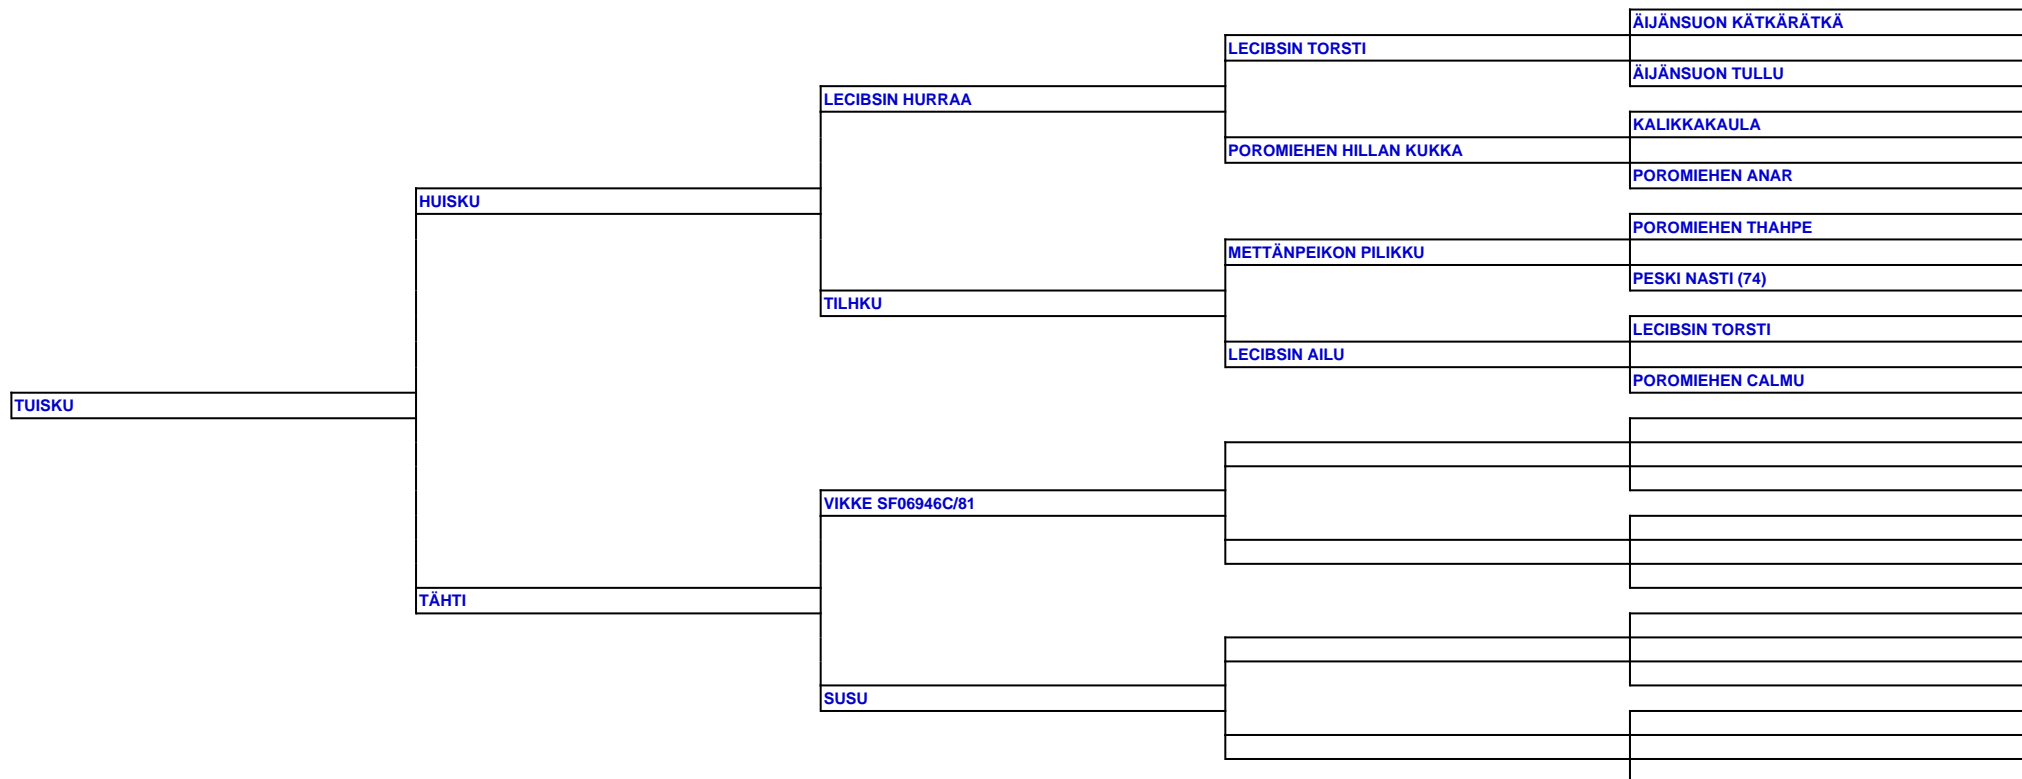 ÄIJÄNSUON KÄTKÄRÄTKÄ
LECIBSIN TORSTI
ÄIJÄNSUON TULLU
LECIBSIN HURRAA
KALIKKAKAULA
POROMIEHEN HILLAN KUKKA
POROMIEHEN ANAR
HUISKU
POROMIEHEN THAHPE
METTÄNPEIKON PILIKKU
PESKI NASTI (74)
TILHKU
LECIBSIN TORSTI
LECIBSIN AILU
POROMIEHEN CALMU
TUISKU
VIKKE SF06946C/81
TÄHTI
SUSU